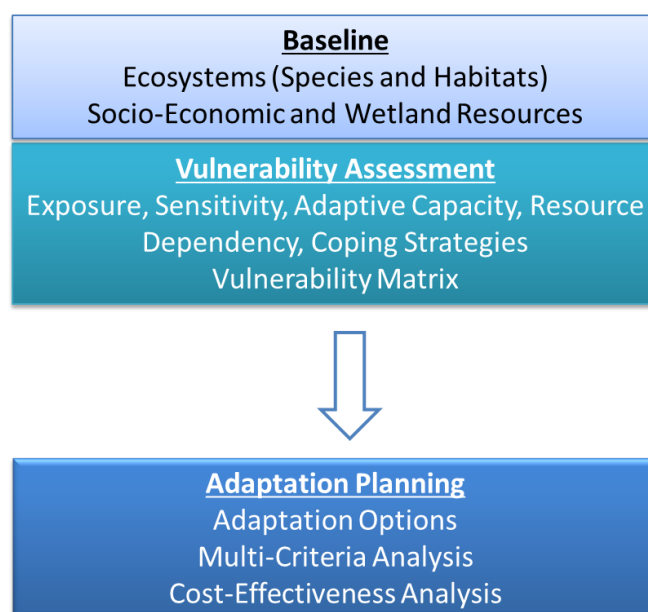 Baseline
Ecosystems (Species and Habitats)
Socio-Economic and Wetland Resources
Vulnerability Assessment
Exposure, Sensitivity, Adaptive Capacity, Resource
Dependency, Coping Strategies
Vulnerability Matrix
Adaptation Planning
Adaptation Options
Multi-Criteria Analysis
Cost-Effectiveness Analysis